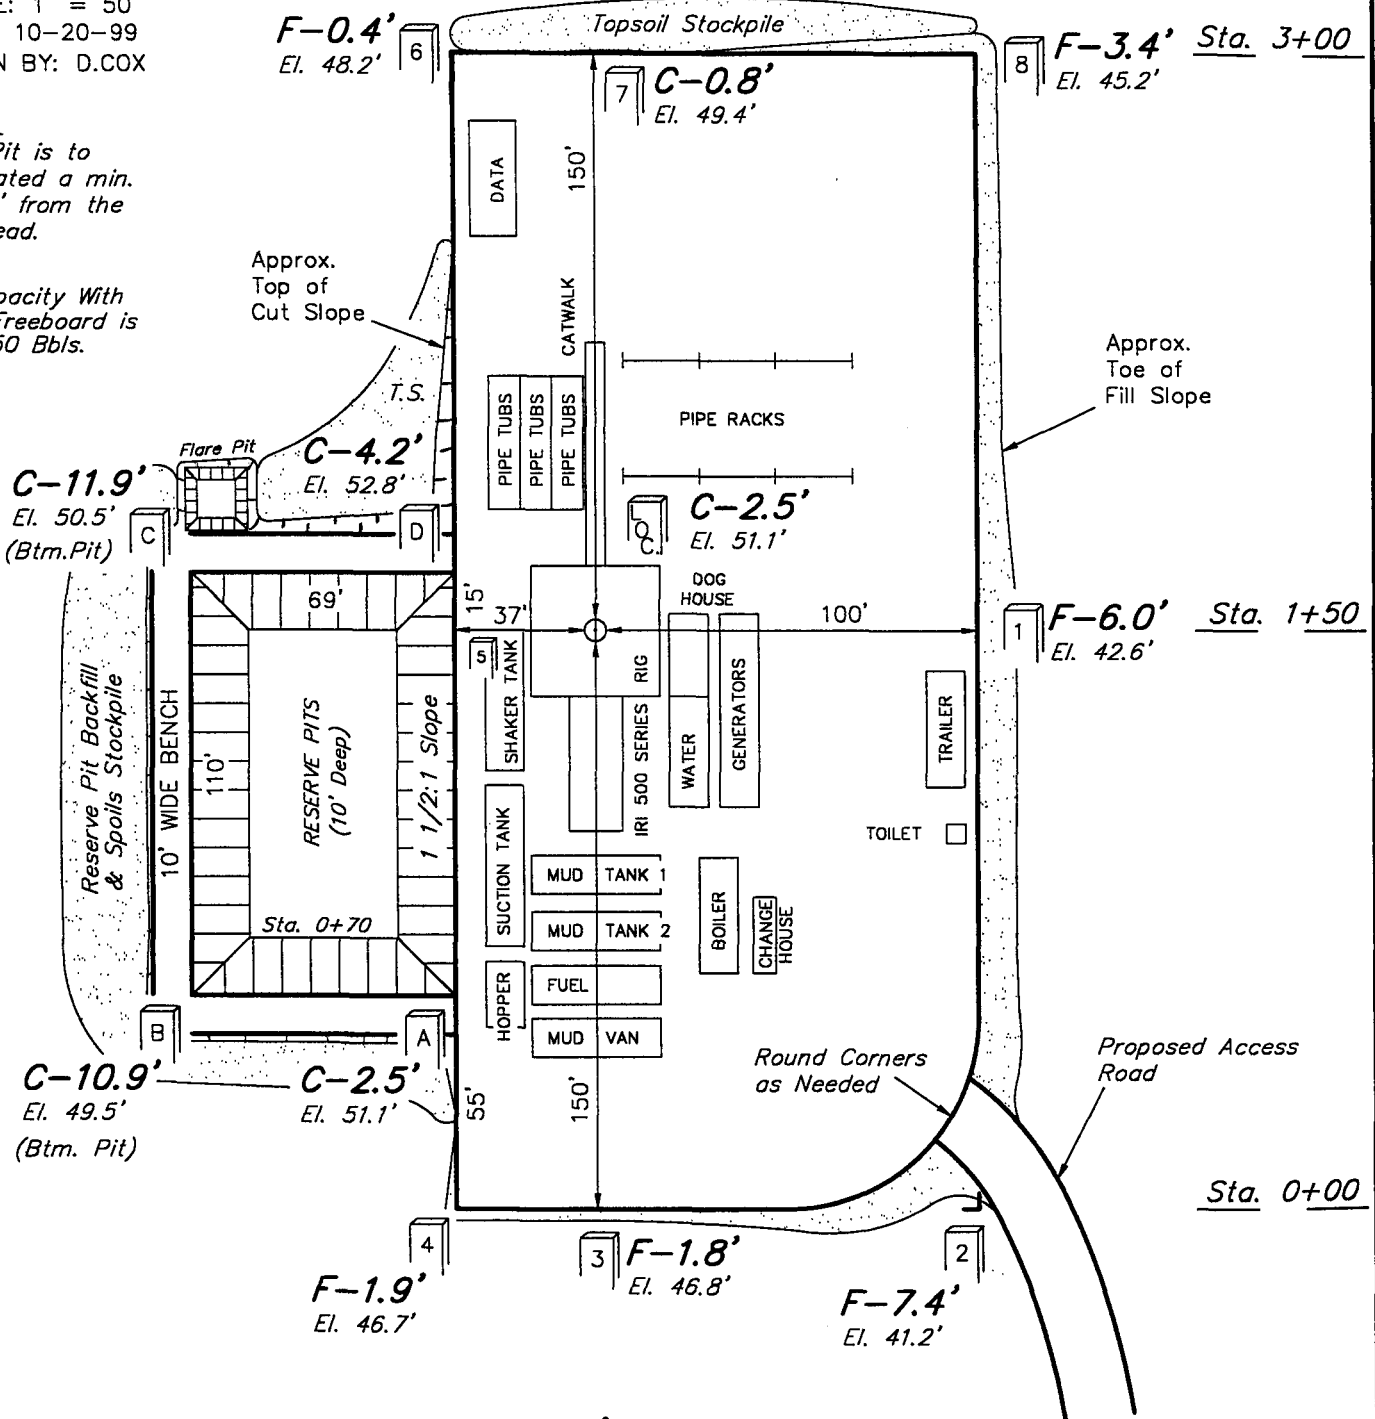 E: 1" = 50'
10-20-99
N BY: D.COX
Pit is to
ated a min.
' from the
ead.
pacity With
Freeboard is
50 Bbls.
F-0.4'
El. 48.2'
6
Topsoil Stockpile
7
C-0.8'
El. 49.4'
8
F-3.4'
El. 45.2'
Sta. 3+00
150'
DATA
Approx.
Top of
Cut Slope
CATWALK
T.S.
PIPE TUBS
PIPE TUBS
PIPE TUBS
PIPE RACKS
Approx.
Toe of
Fill Slope
Flare Pit
C-4.2'
El. 52.8'
D
C-11.9'
El. 50.5'
(Btm.Pit)
C
LOC.
C-2.5'
El. 51.1'
DOG
HOUSE
69'
15'
37'
100'
1
F-6.0'
El. 42.6'
Sta. 1+50
5
SHAKER TANK
RIG
IRI 500 SERIES
WATER
GENERATORS
TRAILER
TOILET
Reserve Pit Backfill
& Spoils Stockpile
10' WIDE BENCH
110'
RESERVE PITS
(10' Deep)
1 1/2:1 Slope
Sta. 0+70
SUCTION TANK
MUD TANK 1
MUD TANK 2
BOILER
CHANGE
HOUSE
HOPPER
FUEL
MUD VAN
B
A
C-10.9'
El. 49.5'
(Btm. Pit)
C-2.5'
El. 51.1'
55'
150'
Round Corners
as Needed
Proposed Access
Road
Sta. 0+00
4
F-1.9'
El. 46.7'
3
F-1.8'
El. 46.8'
2
F-7.4'
El. 41.2'